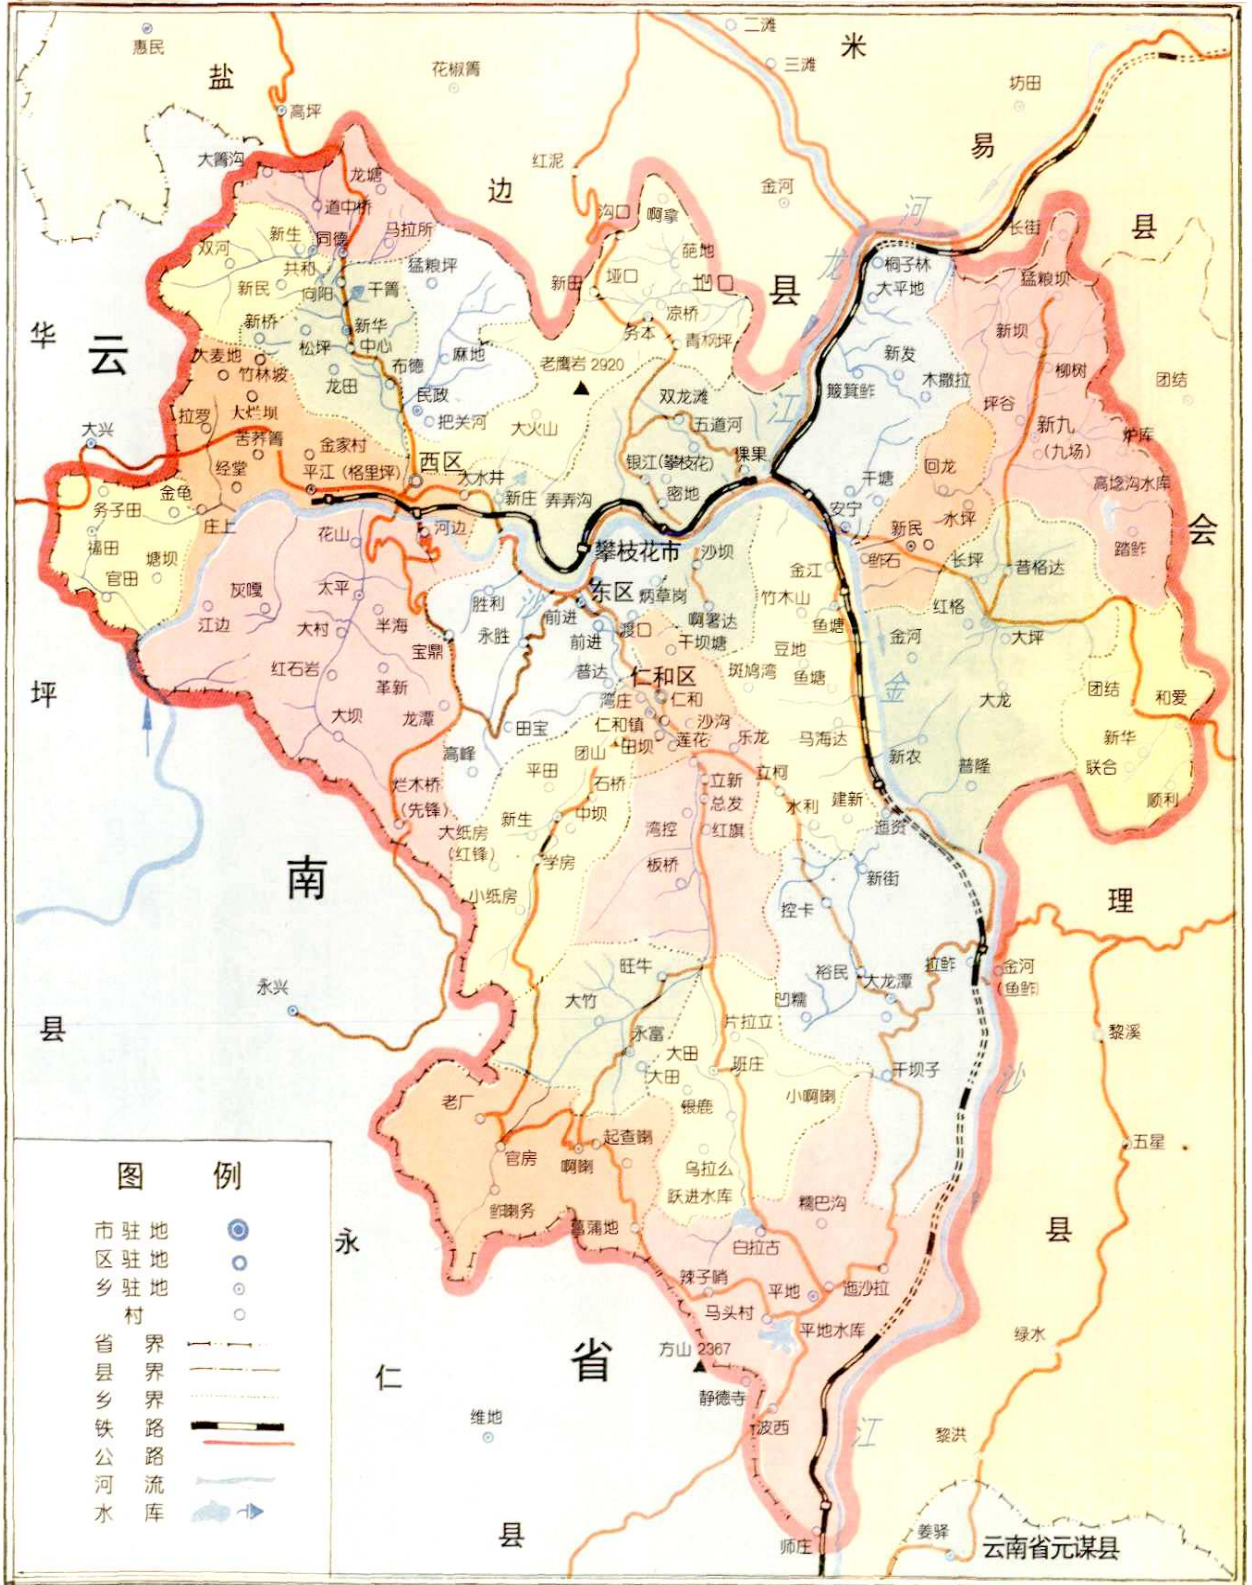 惠民
盐
花椒箐
二滩
米
三滩
坊田
高坪
易
大箐沟
龙塘
红泥
边
金河
河
道中桥
沟口
啊拿
长街
县
双河
新生
同德
马拉所
葩地
龙
桐子林
共和
猛粮坪
新田
垭口
县
大平地
猛粮坝
新民
向阳
干箐
凉桥
华
云
新桥
新华
务本
青枫坪
新坝
松坪
中心
大麦地
麻地
老鹰岩 2920
新发
竹林坡
布德
柳树
团结
龙田
簸箕鲊
木撒拉
民政
双龙滩
江
坪谷
拉罗
大烂坝
把关河
大火山
五道河
新九
大兴
苦荞箐
金家村
(九场)
炉库
经堂
平江（格里坪）
西区
大水井
银江(攀枝花)
倮果
回龙
干塘
高埝沟水库
金龟
务子田
新庄
弄弄沟
密地
安宁
水坪
会
庄上
花山
河边
攀枝花市
沙坝
新民
踏鲊
福田
塘坝
金江
鲊石
长坪
昔格达
官田
灰嘎
太平
沙
东区
炳草岗
竹木山
胜利
前进
啊署达
红格
江边
大村
半海
永胜
前进
渡口
鱼塘
金河
大坪
宝鼎
干坝塘
豆地
红石岩
普达
仁和区
斑鸠湾
鱼塘
金
团结
和爱
坪
革新
湾庄
仁和
大龙
大坝
龙潭
田宝
仁和镇
沙沟
新华
高峰
团山
田坝
莲花
乐龙
马海达
新农
普隆
联合
平田
石桥
立新
立柯
烂木桥
(先锋)
总发
水利
建新
顺利
大纸房
(红锋)
新生
中坝
湾控
红旗
迤资
南
学房
板桥
新街
理
小纸房
控卡
旺牛
裕民
大龙潭
拉鲊
金河
(鱼鲊)
永兴
大竹
凹糯
县
永富
片拉立
黎溪
大田
班庄
大田
干坝子
沙
老厂
银鹿
小啊喇
起查喇
五星
官房
啊喇
乌拉么
图 例
跃进水库
糯巴沟
市驻地
菖蒲地
县
永
区驻地
白拉古
乡驻地
辣子哨
平地
迤沙拉
村
马头村
平地水库
绿水
省界
方山 2367
省
县界
仁
静德寺
乡界
维地
波西
江
黎洪
铁路
公路
河流
水库
县
师庄
姜驿
云南省元谋县